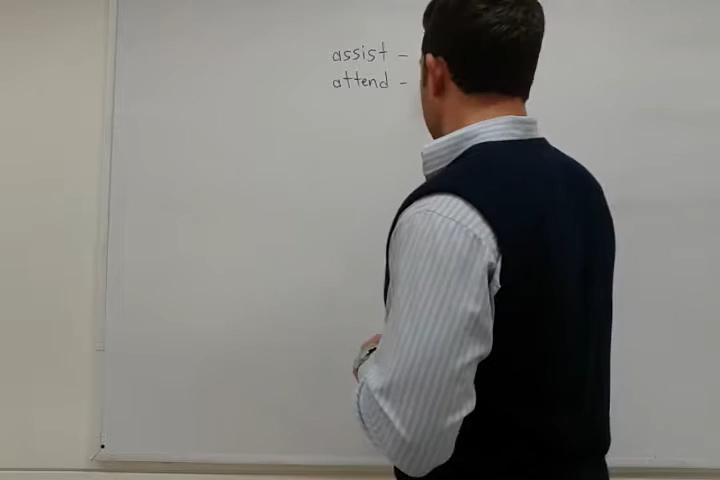 assist -
attend -